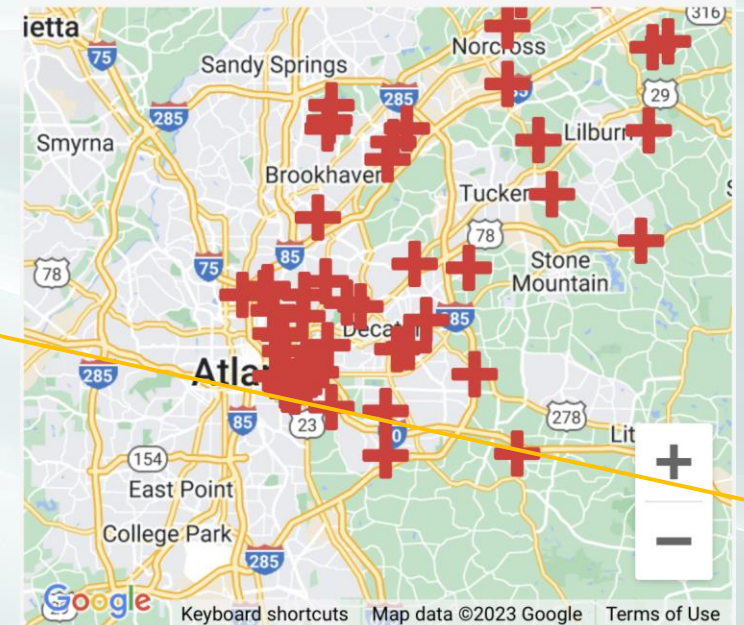 ietta
316
75
Norcross
Sandy Springs
285
85
29
285
Smyrna
Lilburn
Brookhaven
Tucker
78
85
75
78
Stone
Mountain
285
Decatur
285
278
85
23
154
East Point
College Park
285
Google
Keyboard shortcuts
Map data ©2023 Google
Terms of Use